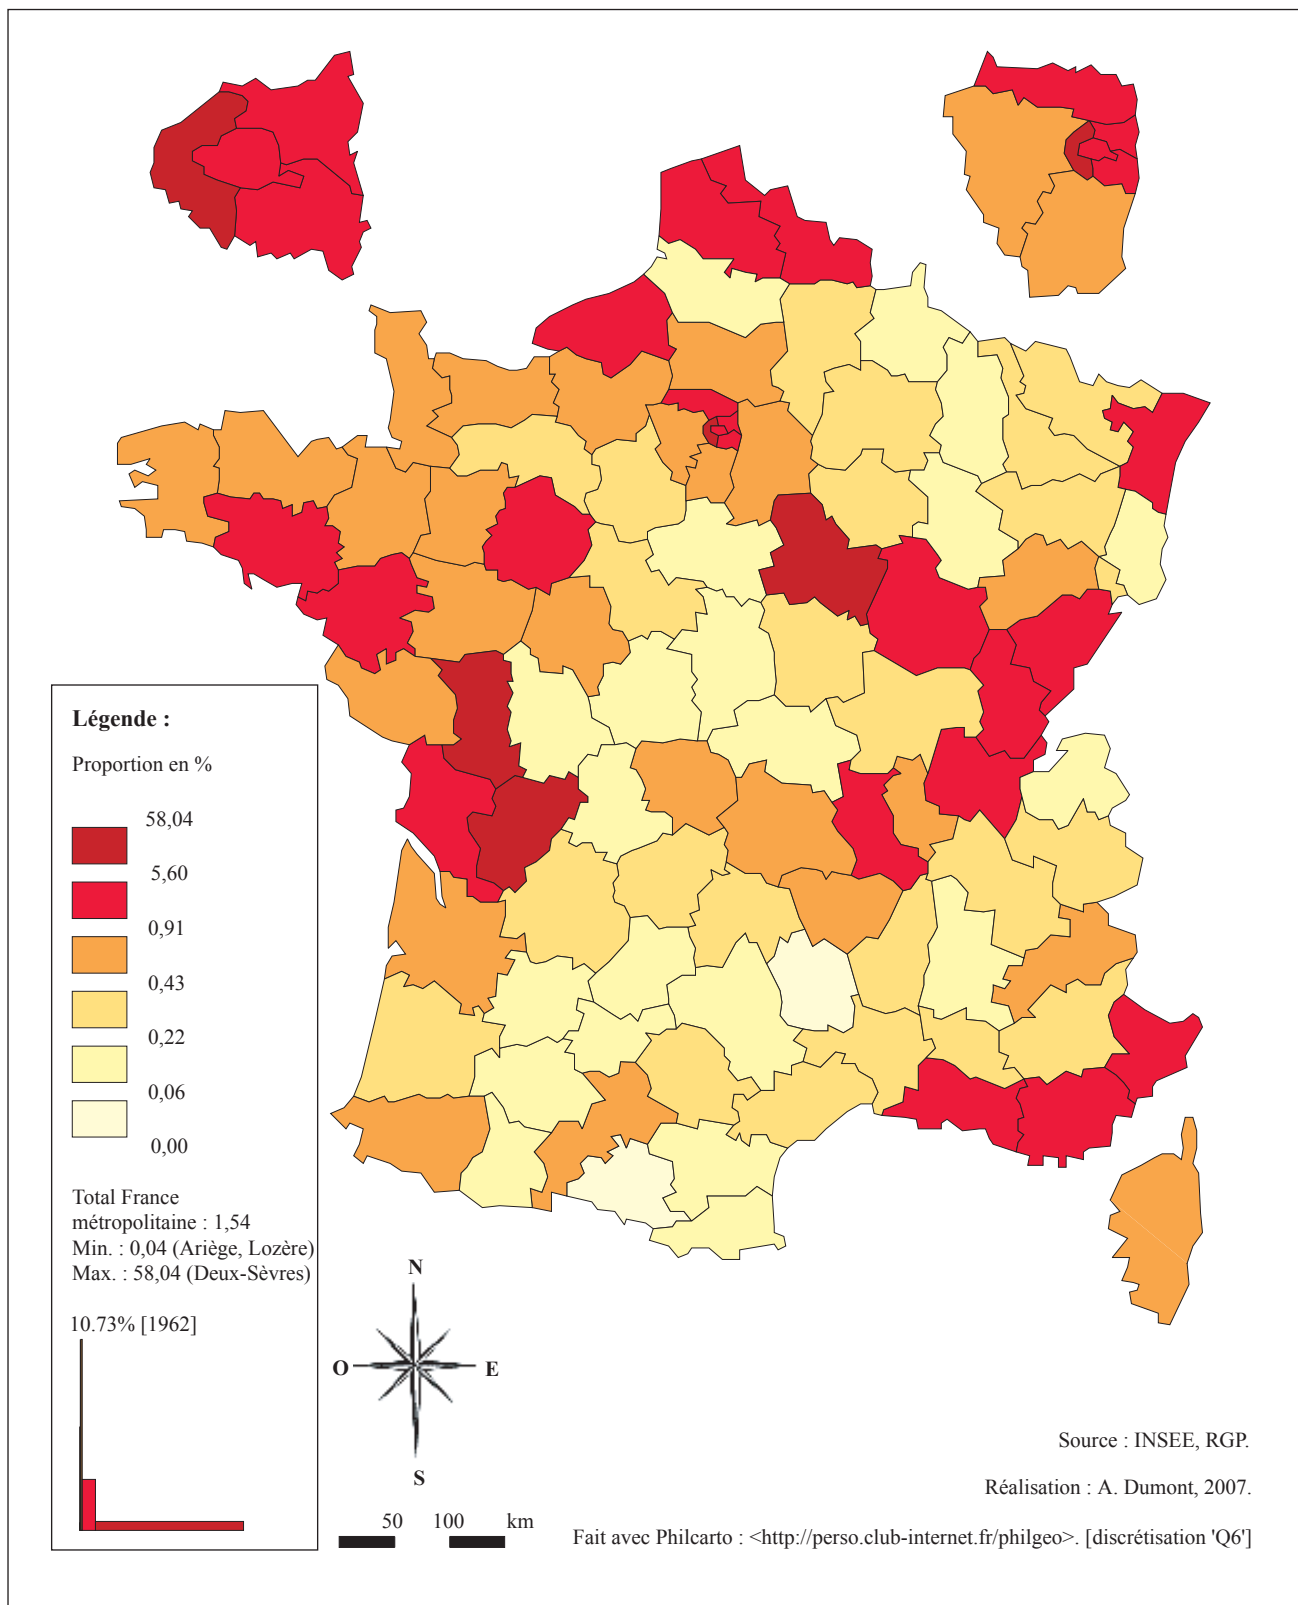 Légende :
Proportion en %
58,04
5,60
0,91
0,43
0,22
0,06
0,00
Total France
métropolitaine : 1,54
Min. : 0,04 (Ariège, Lozère)
Max. : 58,04 (Deux-Sèvres)
10.73% [1962]
N
O
E
S
50 100 km
Source : INSEE, RGP.
Réalisation : A. Dumont, 2007.
Fait avec Philcarto : <http://perso.club-internet.fr/philgeo>. [discrétisation 'Q6']